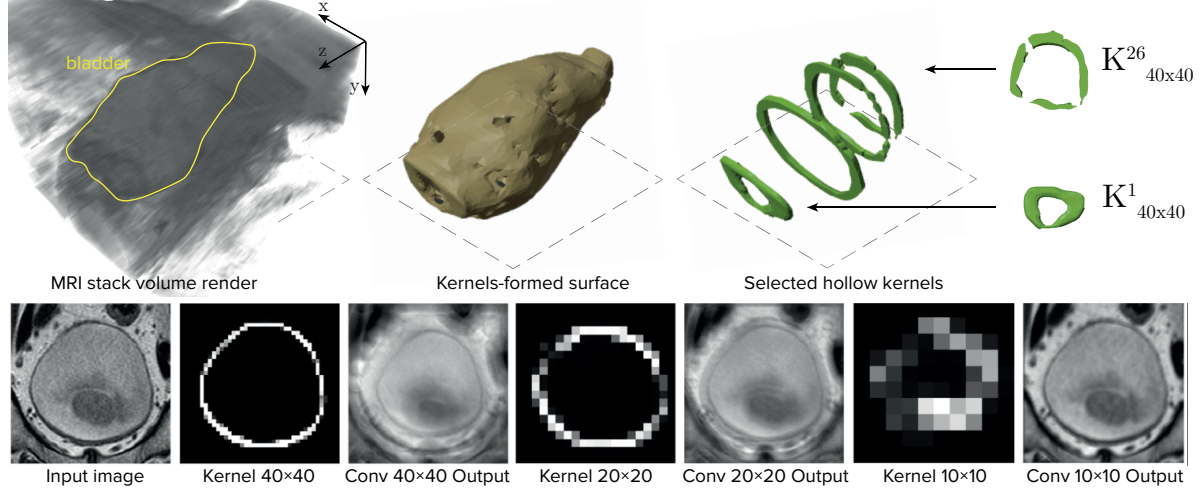 x
z
y
bladder
K^26_40x40
K^1_40x40
MRI stack volume render
Kernels-formed surface
Selected hollow kernels
Input image
Kernel 40×40
Conv 40×40 Output
Kernel 20×20
Conv 20×20 Output
Kernel 10×10
Conv 10×10 Output